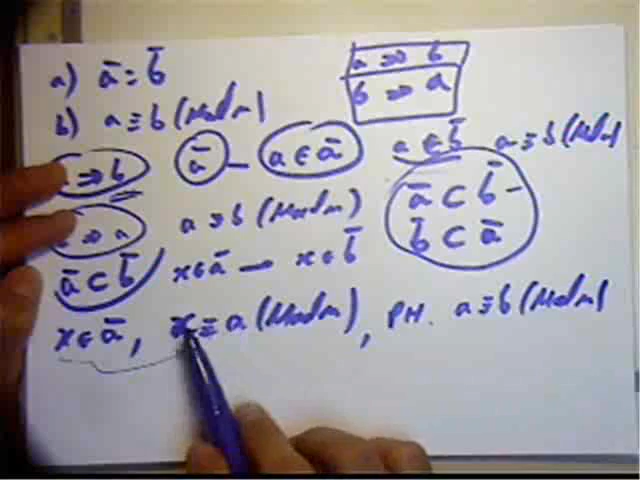 a) ā = b̄
b) a ≡ b (Mod m)
a ⇒ b
b ⇒ a
⇒ b ā — a ∈ ā a ∈ b̄ a ≡ b (Mod m)
⇒ a a ≡ b (Mod m) ā ⊂ b̄ –
b̄ ⊂ ā
ā ⊂ b̄ x ∈ ā — x ∈ b̄
x ∈ ā, x ≡ a (Mod m), PH. a ≡ b (Mod m)